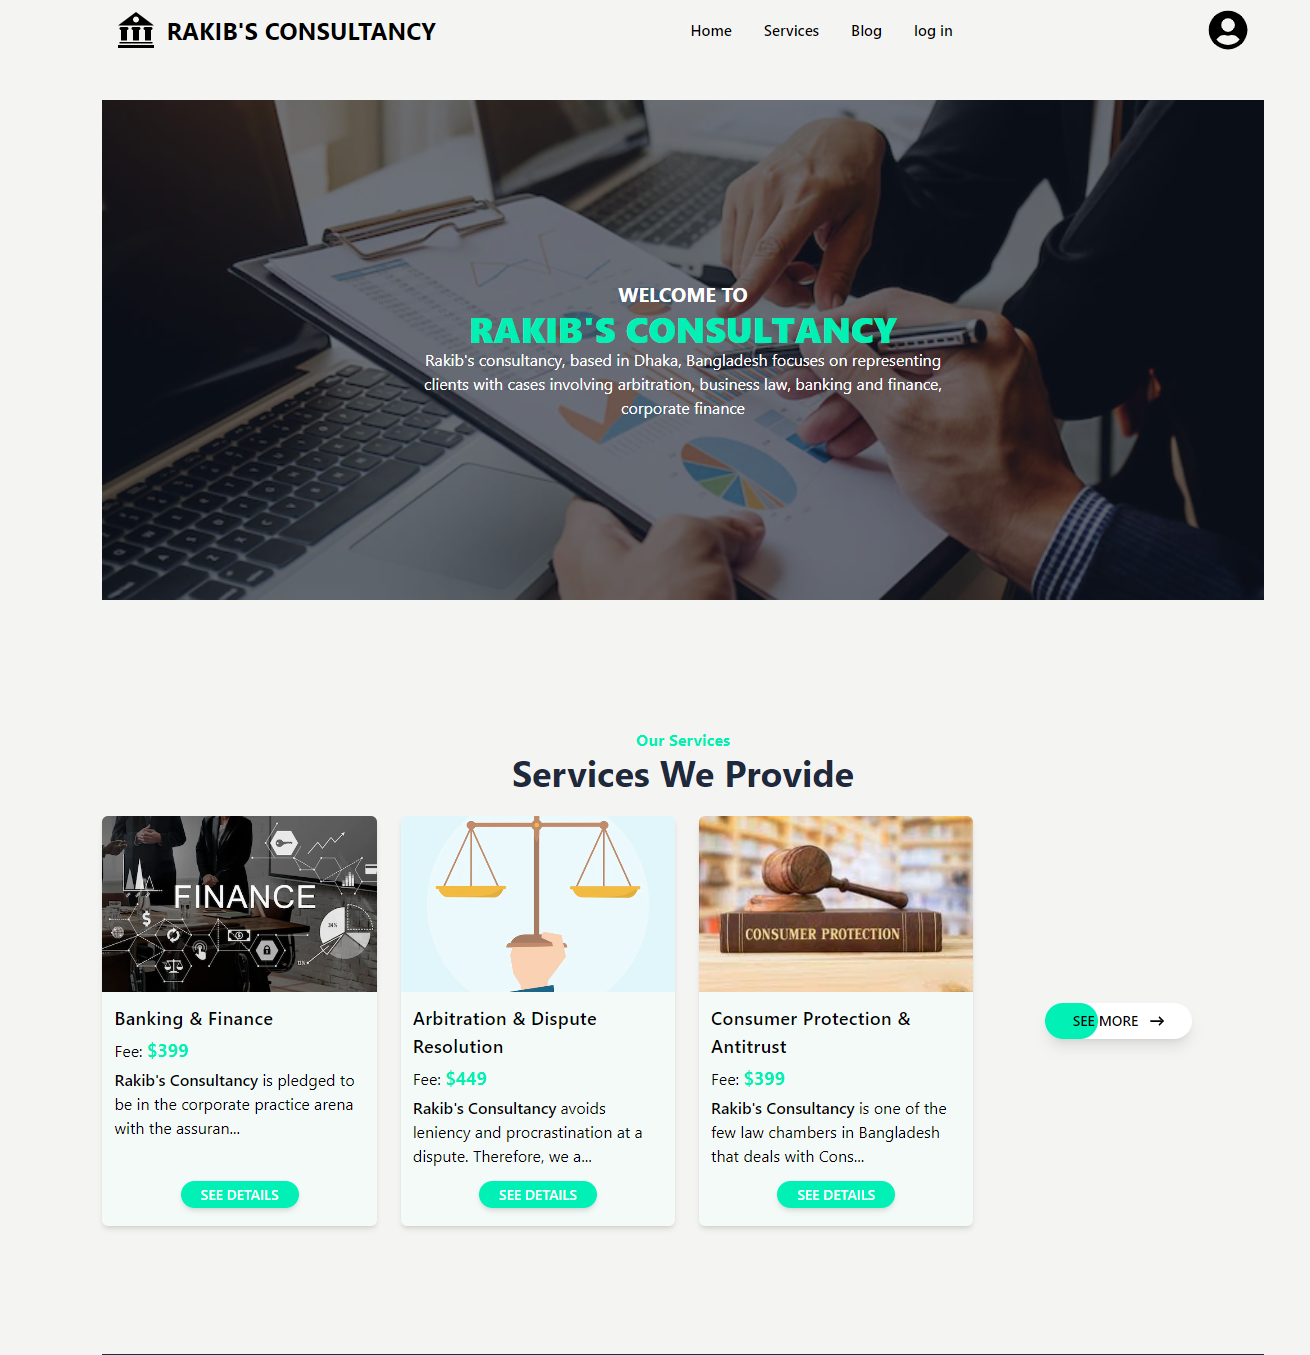 RAKIB'S CONSULTANCY
Home
Services
Blog
log in
WELCOME TO
RAKIB'S CONSULTANCY
Rakib's consultancy, based in Dhaka, Bangladesh focuses on representing
clients with cases involving arbitration, business law, banking and finance,
corporate finance
Our Services
Services We Provide
FINANCE
24%
0%
Banking & Finance
Fee: $399
Rakib's Consultancy is pledged to
be in the corporate practice arena
with the assuran...
SEE DETAILS
Arbitration & Dispute
Resolution
Fee: $449
Rakib's Consultancy avoids
leniency and procrastination at a
dispute. Therefore, we a...
SEE DETAILS
CONSUMER PROTECTION
Consumer Protection &
Antitrust
Fee: $399
Rakib's Consultancy is one of the
few law chambers in Bangladesh
that deals with Cons...
SEE DETAILS
SEE MORE →